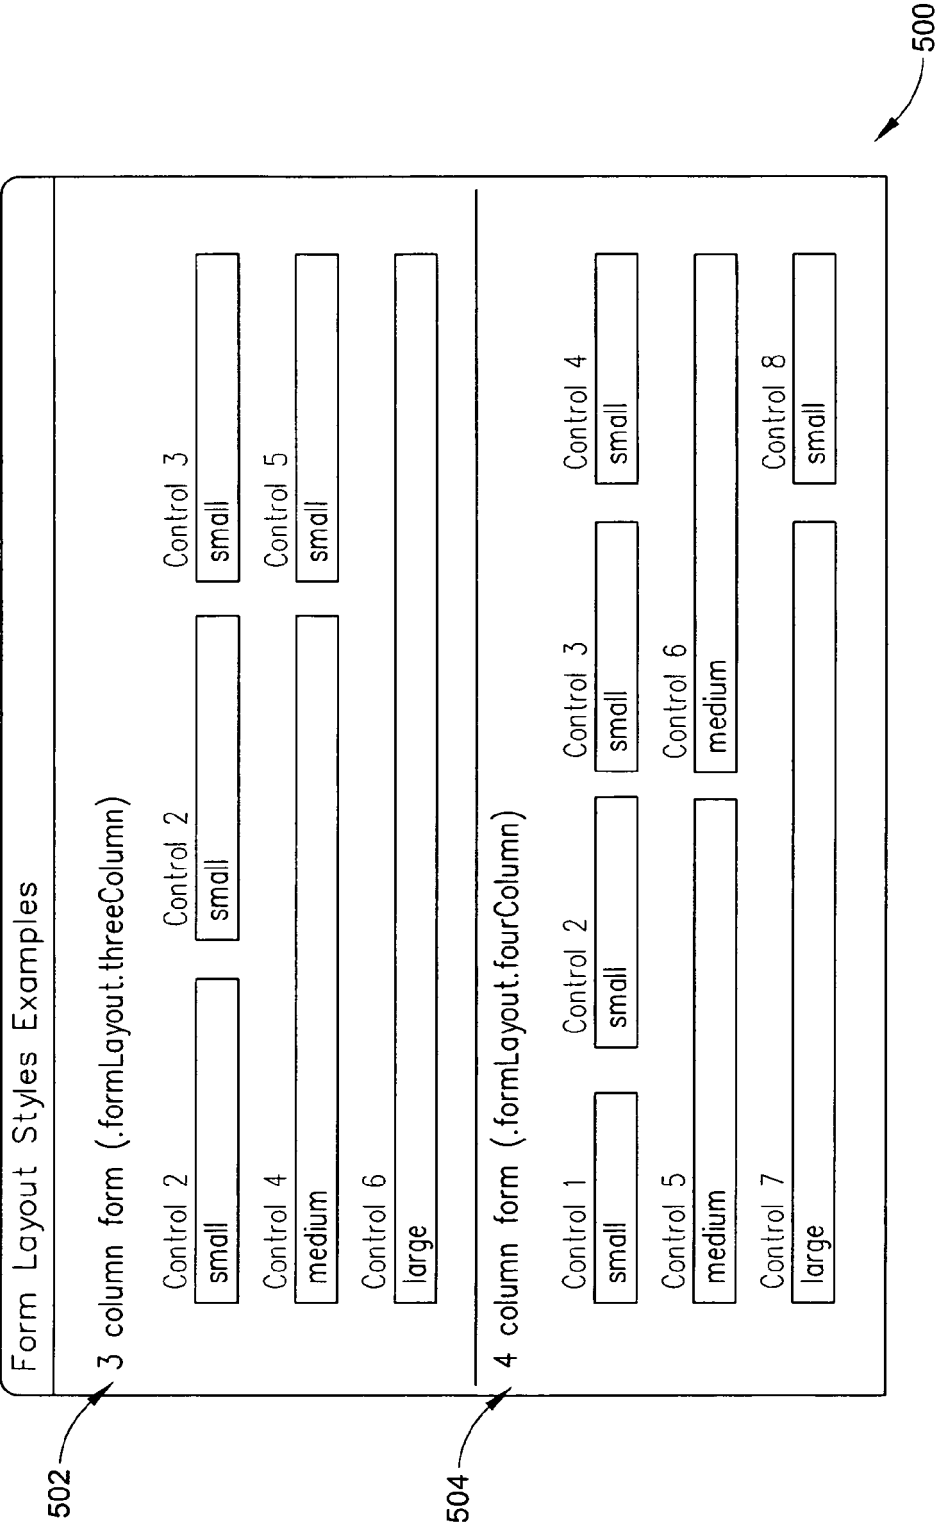 500
Form Layout Styles Examples
502
3 column form (.formLayout.threeColumn)
Control 2 Control 2 Control 3
small small small
Control 4 Control 5
medium small
Control 6
large
504
4 column form (.formLayout.fourColumn)
Control 1 Control 2 Control 3 Control 4
small small small small
Control 5 Control 6
medium medium
Control 7 Control 8
large small